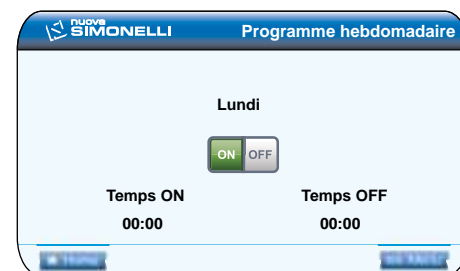 nuova
SIMONELLI
Programme hebdomadaire
Lundi
ON OFF
Temps ON Temps OFF
00:00 00:00